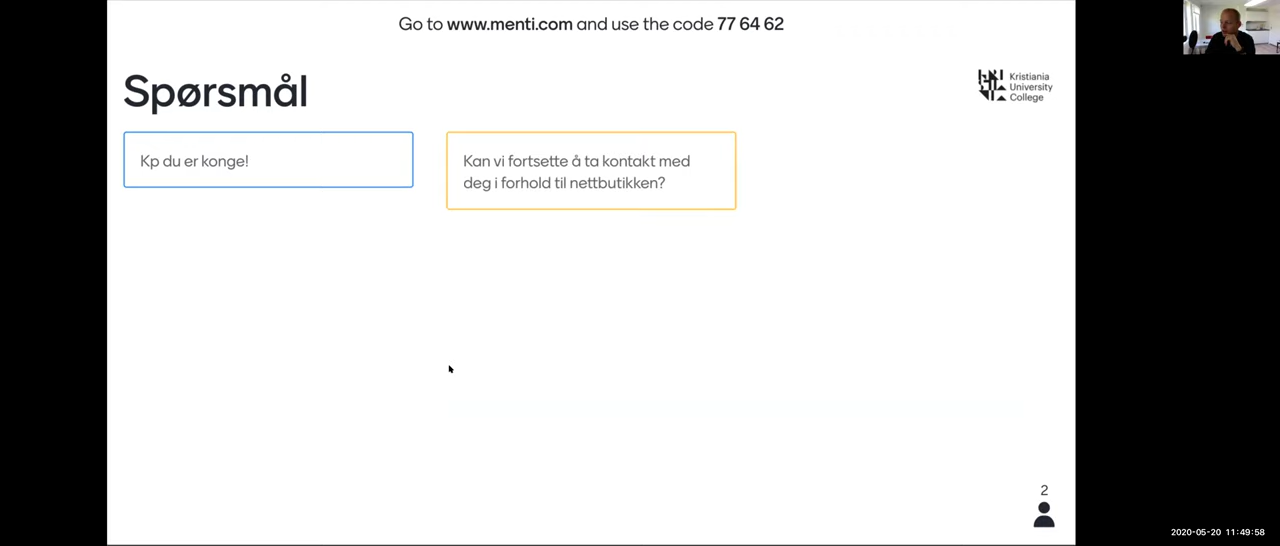 Go to www.menti.com and use the code 77 64 62
Spørsmål
Kristiania
University
College
Kp du er konge!
Kan vi fortsette å ta kontakt med
deg i forhold til nettbutikken?
2
2020-05-20 11:49:58